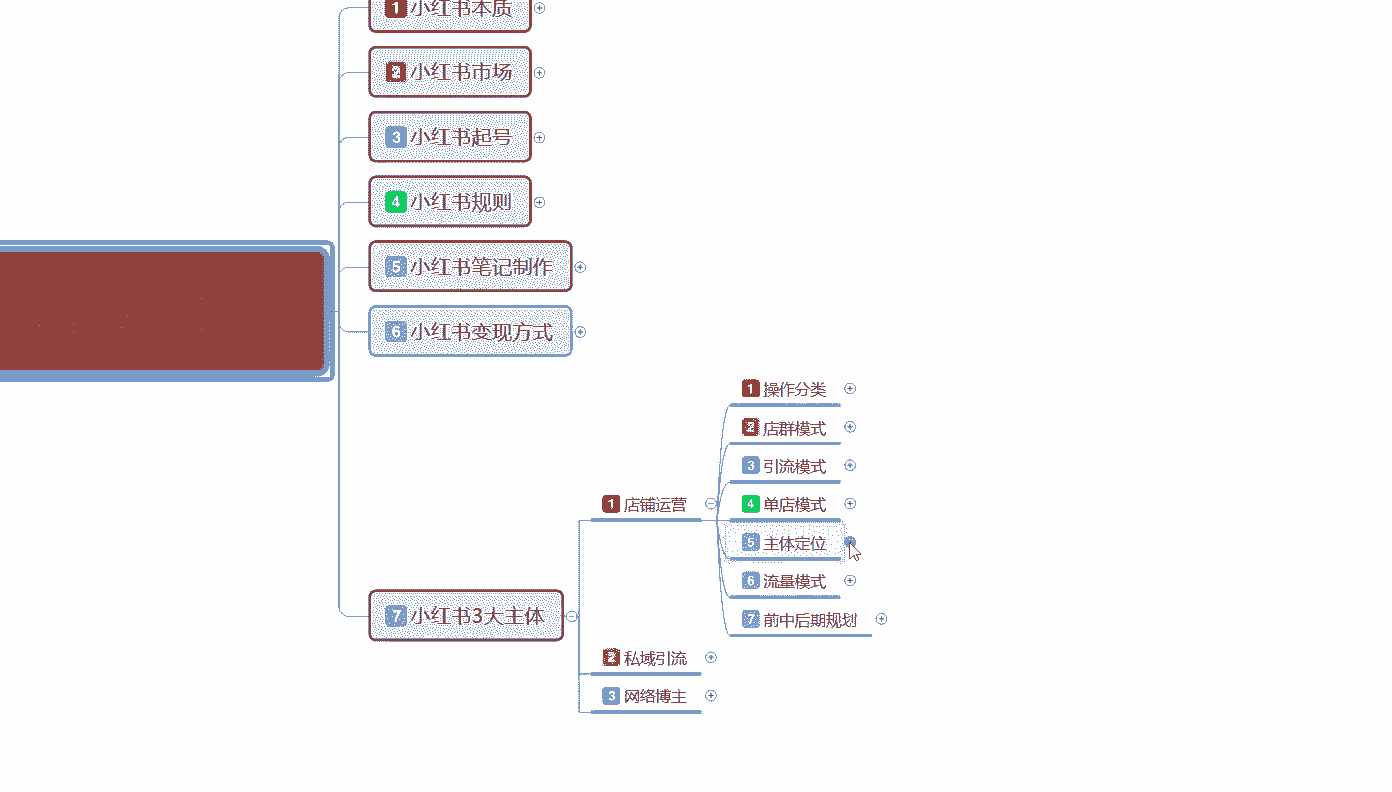 1 小红书本质
2 小红书市场
3 小红书起号
4 小红书规则
5 小红书笔记制作
6 小红书变现方式
7 小红书3大主体
1 店铺运营
1 操作分类
2 店群模式
3 引流模式
4 单店模式
5 主体定位
6 流量模式
7 前中后期规划
2 私域引流
3 网络博主